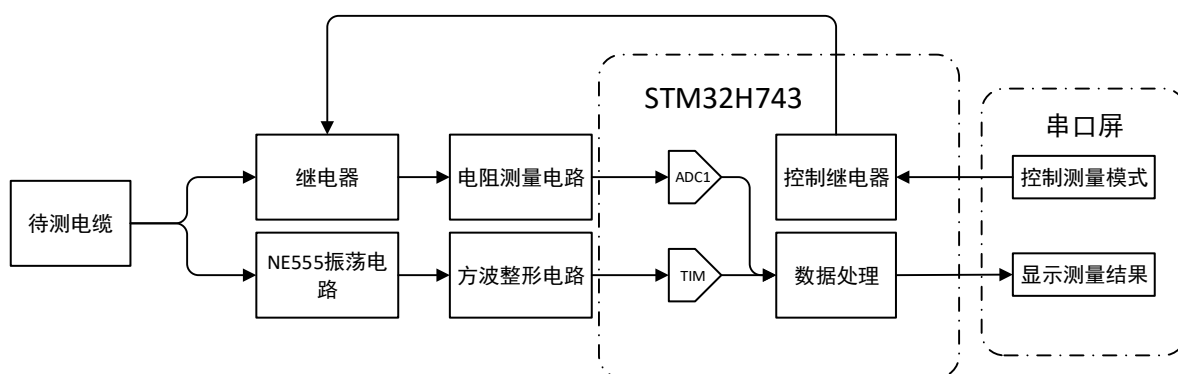 STM32H743
串口屏
待测电缆
继电器
电阻测量电路
ADC1
控制继电器
控制测量模式
NE555振荡电
路
方波整形电路
TIM
数据处理
显示测量结果